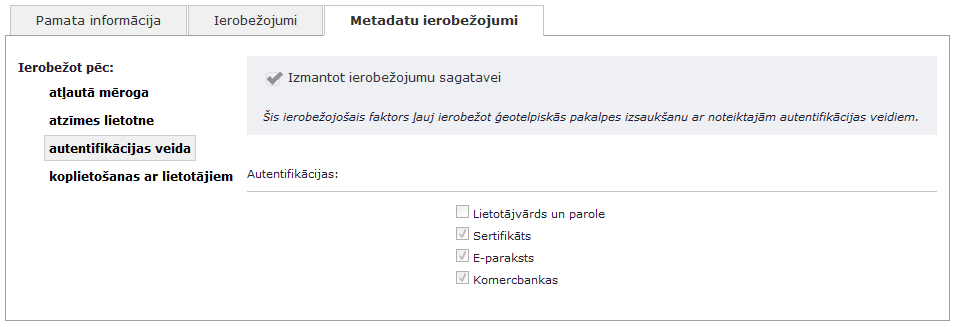 Pamata informācija
Ierobežojumi
Metadatu ierobežojumi
Ierobežot pēc:
atļautā mēroga
atzīmes lietotne
autentifikācijas veida
koplietošanas ar lietotājiem
Izmantot ierobežojumu sagatavei
Šis ierobežojošais faktors ļauj ierobežot ģeotelpiskās pakalpes izsaukšanu ar noteiktajām autentifikācijas veidiem.
Autentifikācijas:
Lietotājvārds un parole
Sertifikāts
E-paraksts
Komercbankas